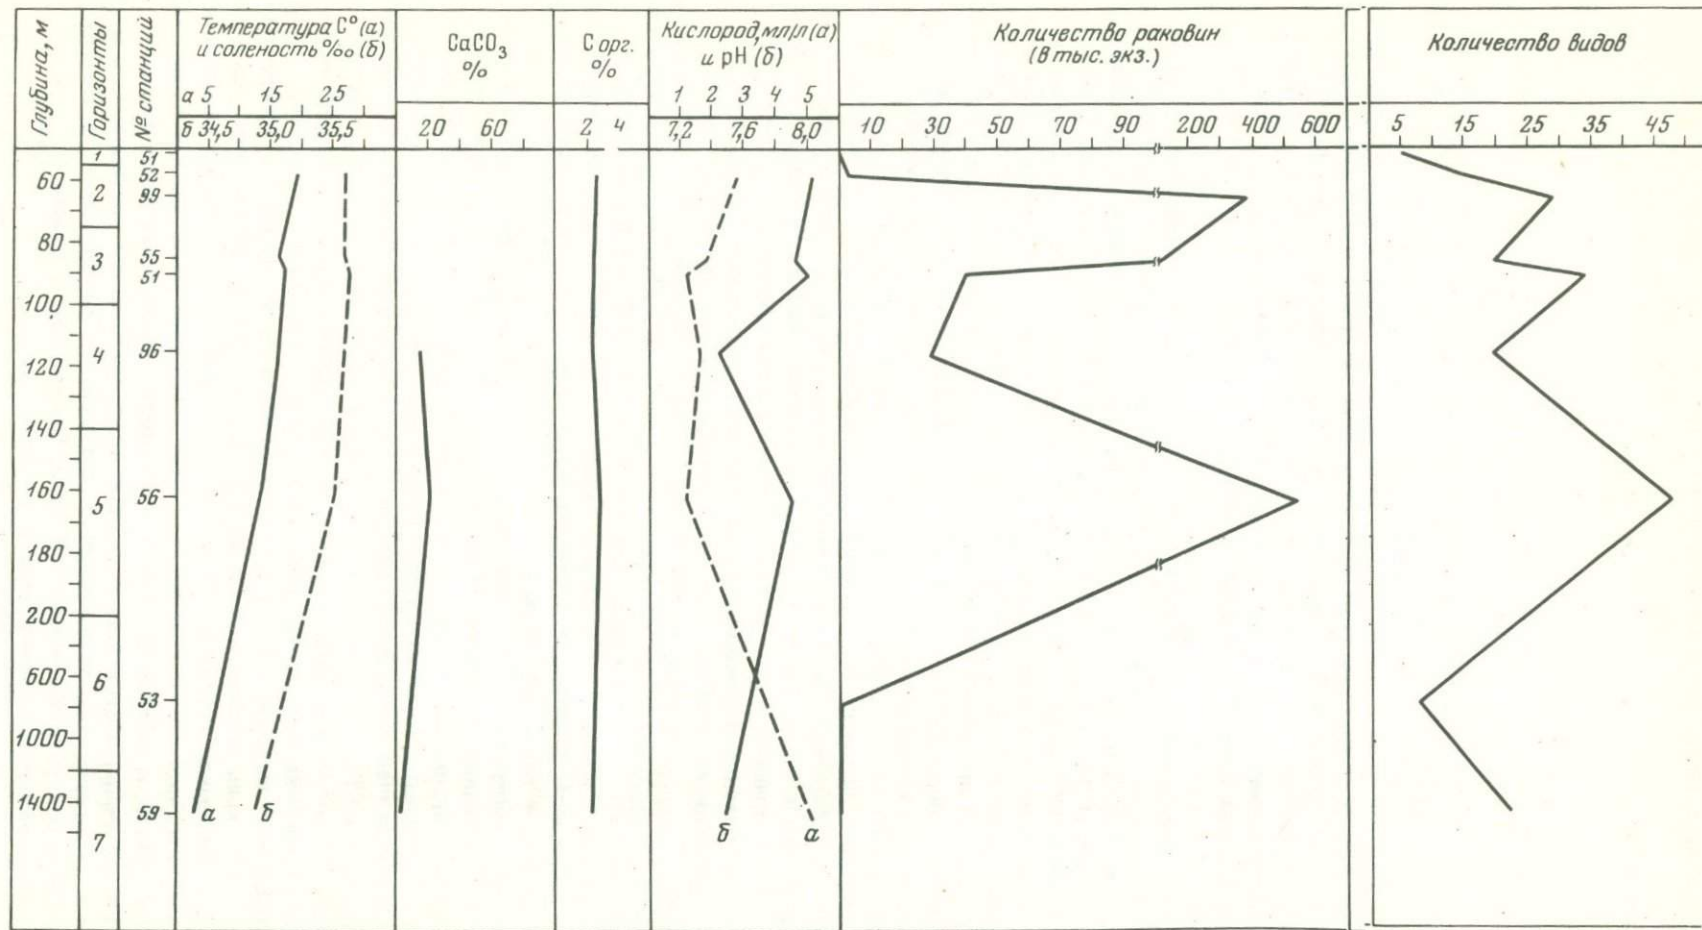 Глубина, м
Горизонты
№ станций
Температура С° (а)
и соленость ‰ (б)
а 5 15 25
б 34,5 35,0 35,5
CaCO3
%
20 60
С орг.
%
2 4
Кислород, мл/л (а)
и pH (б)
1 2 3 4 5
7,2 7,6 8,0
Количество раковин
(в тыс. экз.)
10 30 50 70 90 200 400 600
Количество видов
5 15 25 35 45
1 51
60 2 52
99
80 3 55
51
100
4 96
120
140
160 5 56
180
200
600 6
53
1000
1400 59
7
а б
б а